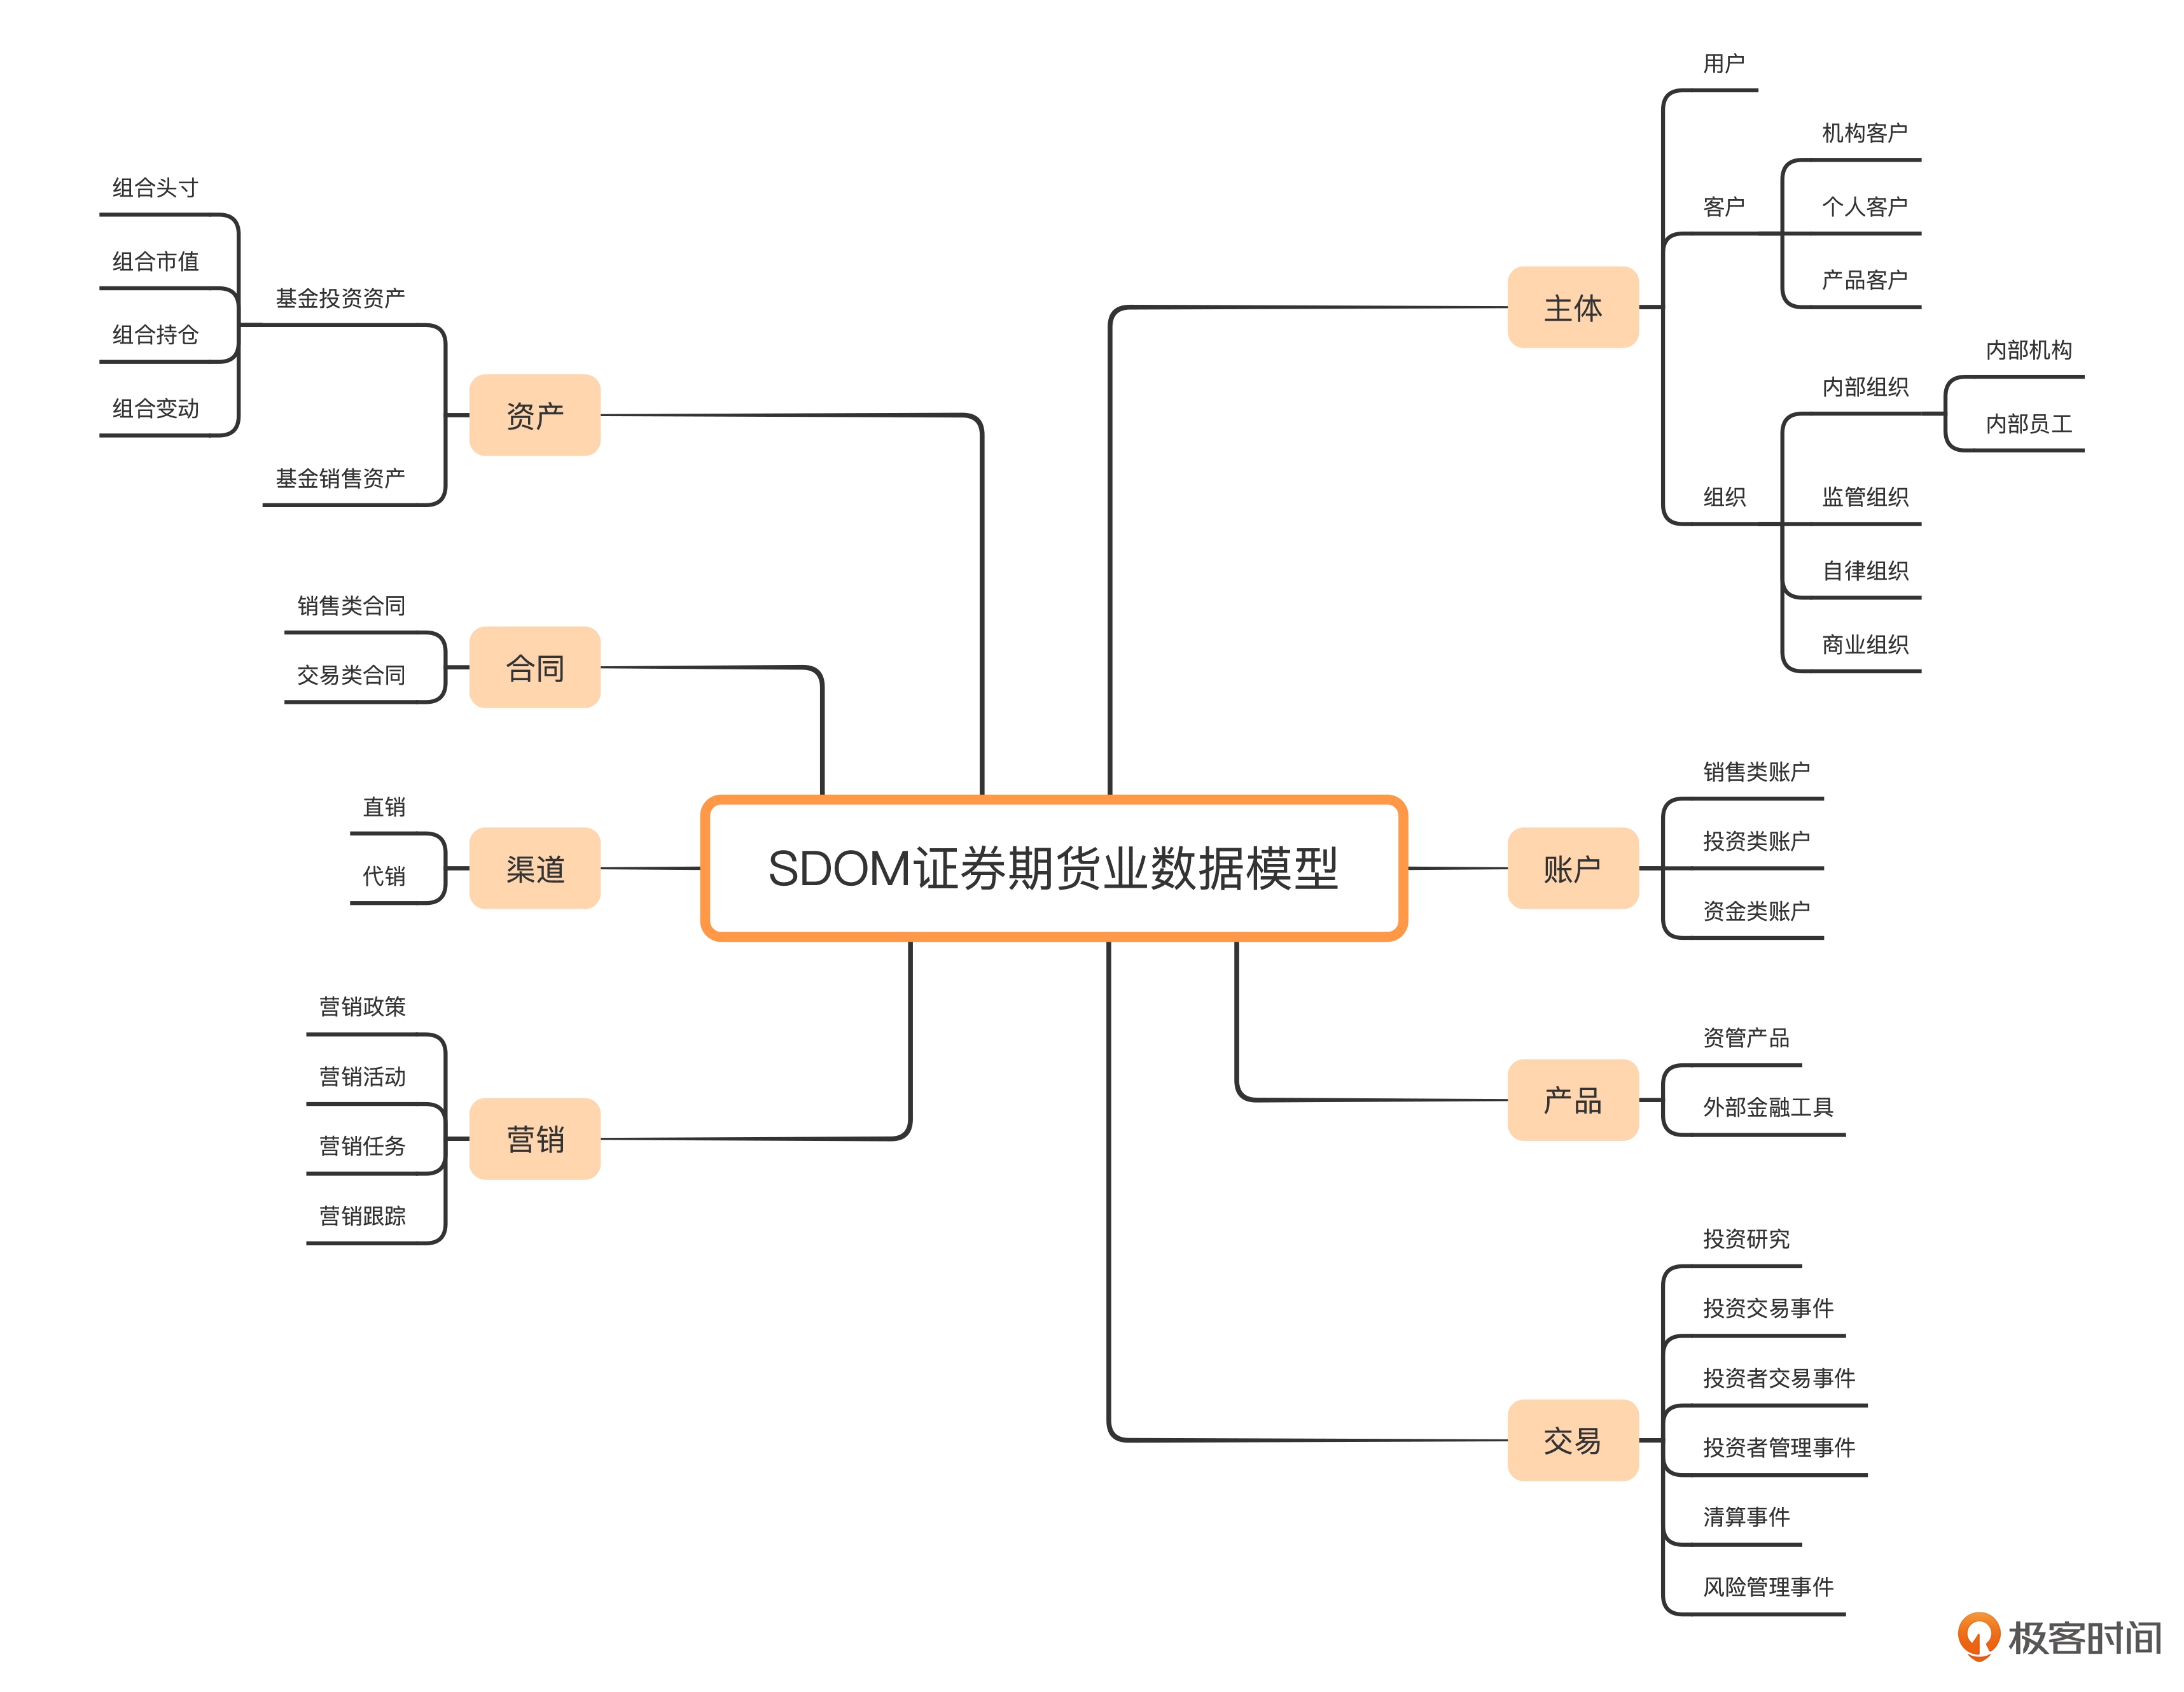 SDOM证券期货业数据模型
主体
用户
客户
机构客户
个人客户
产品客户
组织
内部组织
内部机构
内部员工
监管组织
自律组织
商业组织
账户
销售类账户
投资类账户
资金类账户
产品
资管产品
外部金融工具
交易
投资研究
投资交易事件
投资者交易事件
投资者管理事件
清算事件
风险管理事件
资产
基金投资资产
组合头寸
组合市值
组合持仓
组合变动
基金销售资产
合同
销售类合同
交易类合同
渠道
直销
代销
营销
营销政策
营销活动
营销任务
营销跟踪
极客时间